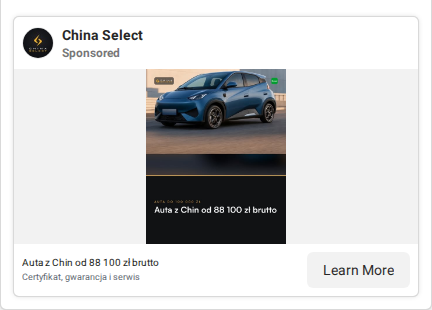 China Select
Sponsored
Auta z Chin od 88 100 zł brutto
Auta z Chin od 88 100 zł brutto
Certyfikat, gwarancja i serwis
Learn More